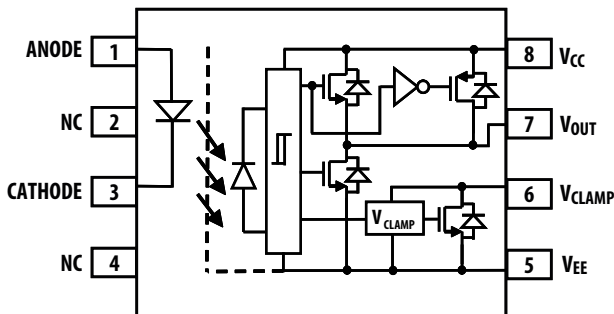 ANODE 1
NC 2
CATHODE 3
NC 4
8 VCC
7 VOUT
6 VCLAMP
5 VEE
VCLAMP